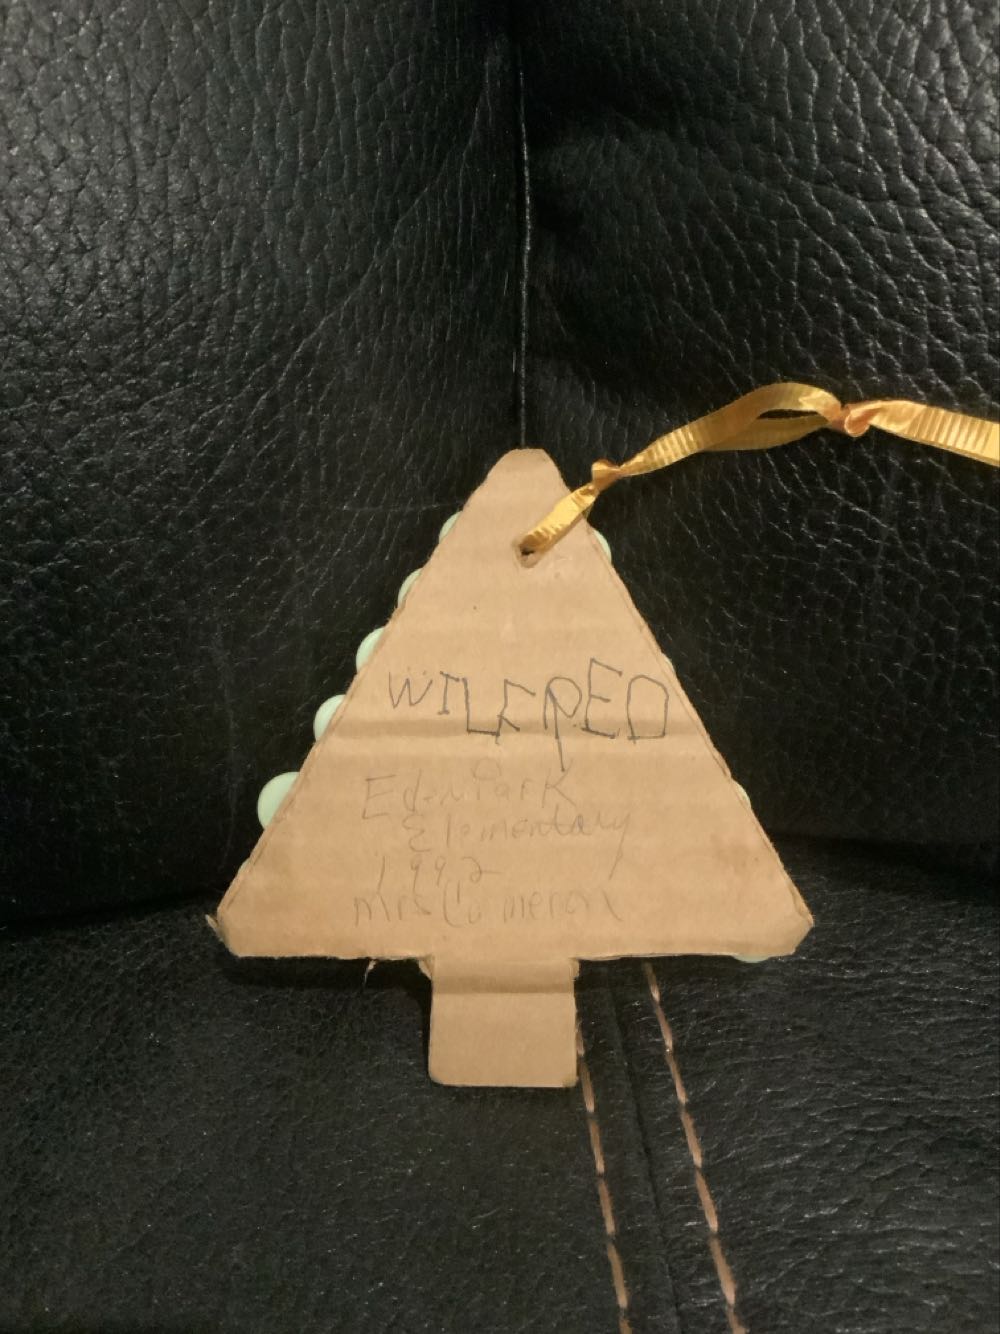 WILFRED
Eden Park
Elementary
1992
Mrs Cameron